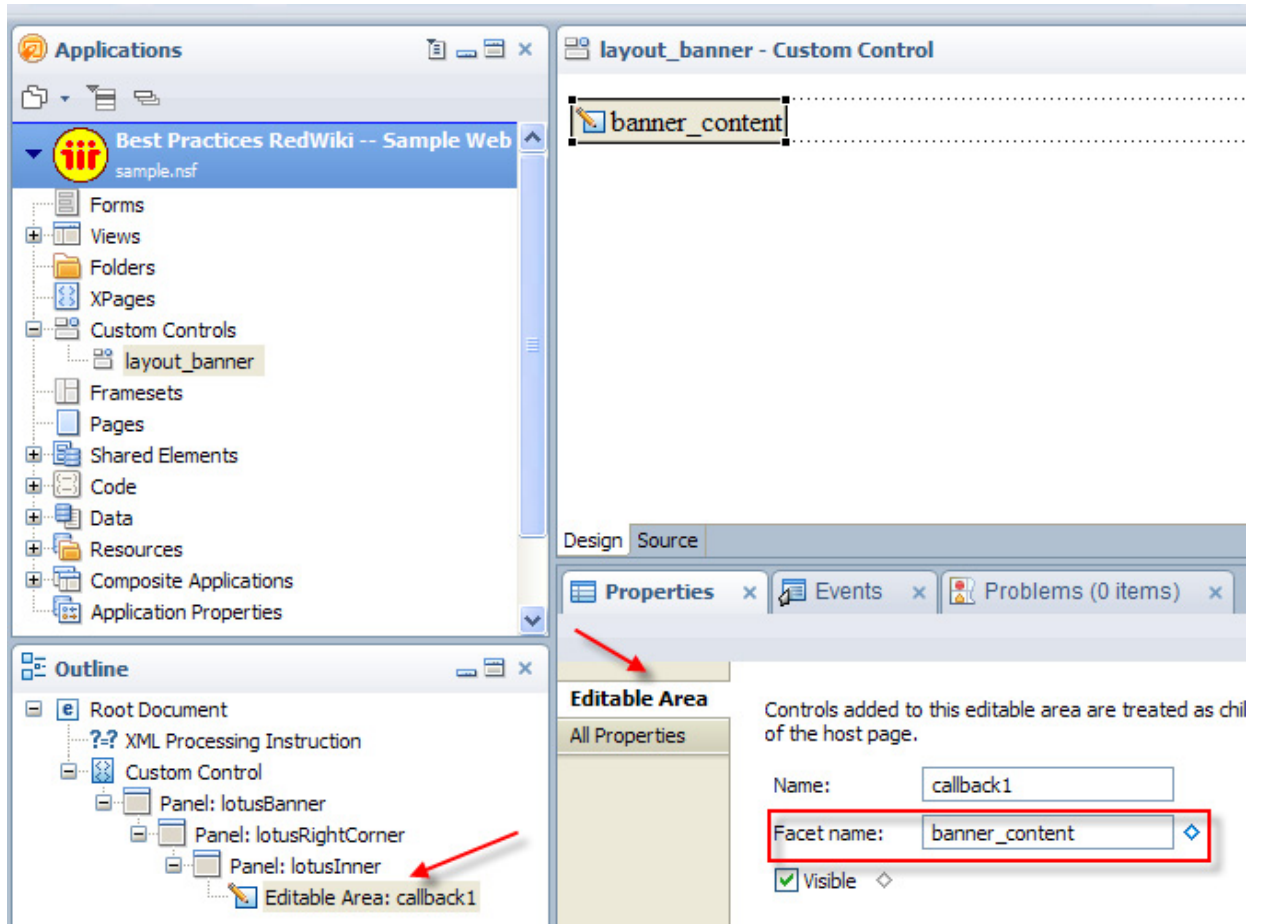 Applications
Best Practices RedWiki -- Sample Web
sample.nsf
Forms
Views
Folders
XPages
Custom Controls
layout_banner
Framesets
Pages
Shared Elements
Code
Data
Resources
Composite Applications
Application Properties
Outline
e Root Document
?=? XML Processing Instruction
Custom Control
Panel: lotusBanner
Panel: lotusRightCorner
Panel: lotusInner
Editable Area: callback1
layout_banner - Custom Control
banner_content
Design Source
Properties Events Problems (0 items)
Editable Area
All Properties
Controls added to this editable area are treated as chil
of the host page.
Name: callback1
Facet name: banner_content
Visible